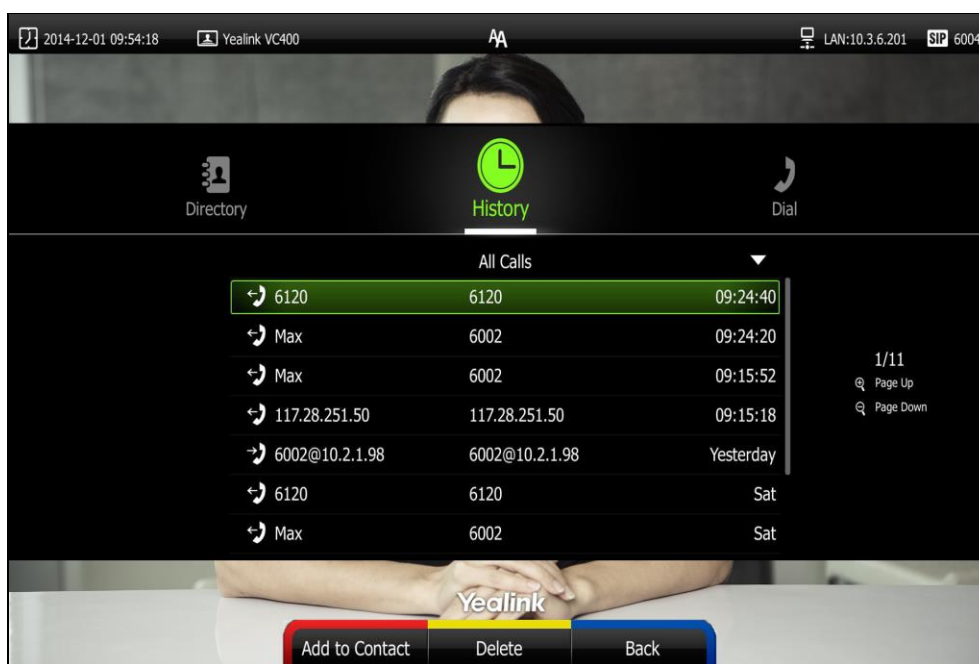 2014-12-01 09:54:18 Yealink VC400 AA LAN:10.3.6.201 SIP 6004
Directory History Dial
All Calls
6120 6120 09:24:40
Max 6002 09:24:20
Max 6002 09:15:52
117.28.251.50 117.28.251.50 09:15:18
6002@10.2.1.98 6002@10.2.1.98 Yesterday
6120 6120 Sat
Max 6002 Sat
1/11
Page Up
Page Down
Yealink
Add to Contact Delete Back